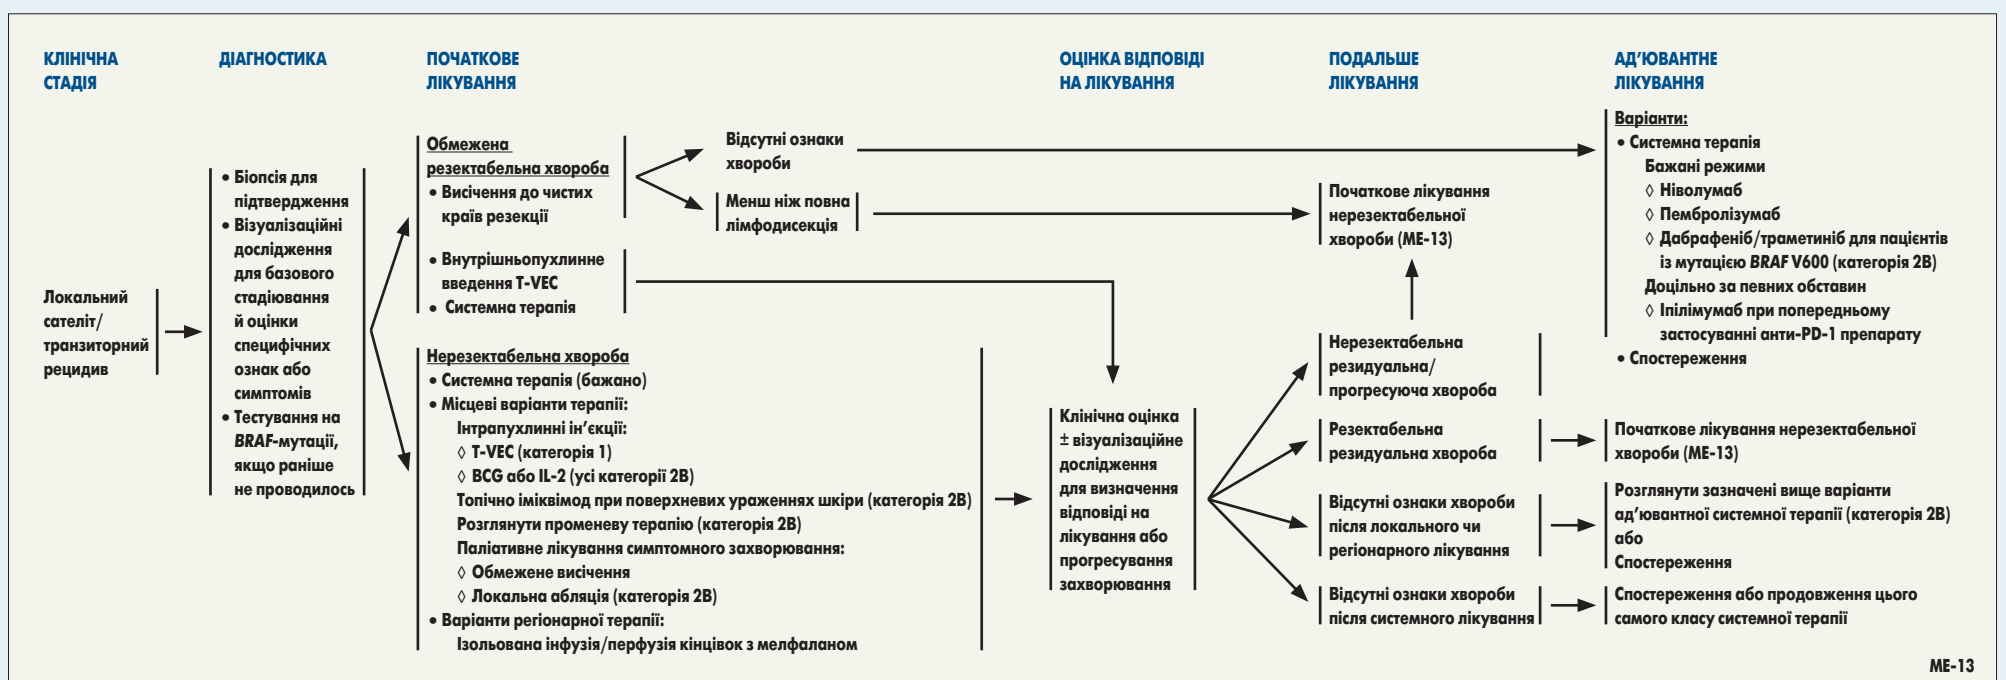 КЛІНІЧНА
СТАДІЯ
ДІАГНОСТИКА
ПОЧАТКОВЕ
ЛІКУВАННЯ
ОЦІНКА ВІДПОВІДІ
НА ЛІКУВАННЯ
ПОДАЛЬШЕ
ЛІКУВАННЯ
АД’ЮВАНТНЕ
ЛІКУВАННЯ
Локальний
сателіт/
транзиторний
рецидив
• Біопсія для
підтвердження
• Візуалізаційні
дослідження
для базового
стадіювання
й оцінки
специфічних
ознак або
симптомів
• Тестування на
BRAF-мутації,
якщо раніше
не проводилось
Обмежена
резектабельна хвороба
• Висічення до чистих
країв резекції
• Внутрішньопухлинне
введення T-VEC
• Системна терапія
Відсутні ознаки
хвороби
Менш ніж повна
лімфодисекція
Нерезектабельна хвороба
• Системна терапія (бажано)
• Місцеві варіанти терапії:
Інтрапухлинні ін’єкції:
◊ T-VEC (категорія 1)
◊ BCG або IL-2 (усі категорії 2В)
Топічно іміквімод при поверхневих ураженнях шкіри (категорія 2В)
Розглянути променеву терапію (категорія 2В)
Паліативне лікування симптомного захворювання:
◊ Обмежене висічення
◊ Локальна абляція (категорія 2В)
• Варіанти регіонарної терапії:
Ізольована інфузія/перфузія кінцівок з мелфаланом
Клінічна оцінка
± візуалізаційне
дослідження
для визначення
відповіді на
лікування або
прогресування
захворювання
Початкове лікування
нерезектабельної
хвороби (МЕ-13)
Нерезектабельна
резидуальна/
прогресуюча хвороба
Резектабельна
резидуальна хвороба
Відсутні ознаки хвороби
після локального чи
регіонарного лікування
Відсутні ознаки хвороби
після системного лікування
Варіанти:
• Системна терапія
Бажані режими
◊ Ніволумаб
◊ Пембролізумаб
◊ Дабрафеніб/траметиніб для пацієнтів
із мутацією BRAF V600 (категорія 2В)
Доцільно за певних обставин
◊ Іпілімумаб при попередньому
застосуванні анти-PD-1 препарату
• Спостереження
Початкове лікування нерезектабельної
хвороби (МЕ-13)
Розглянути зазначені вище варіанти
ад’ювантної системної терапії (категорія 2В)
або
Спостереження
Спостереження або продовження цього
самого класу системної терапії
МЕ-13